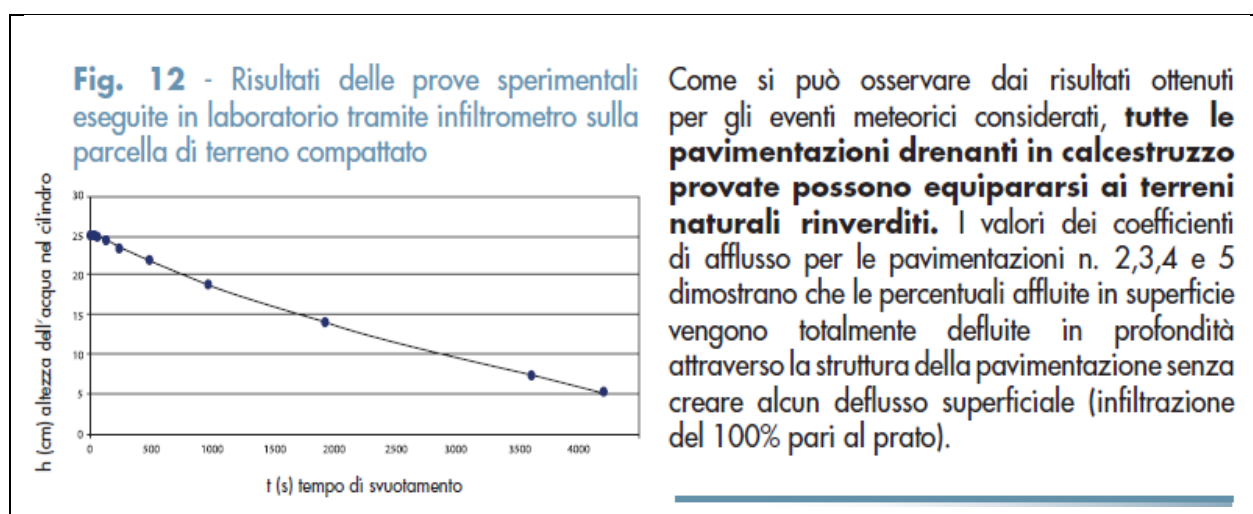 Fig. 12 - Risultati delle prove sperimentali
eseguite in laboratorio tramite infiltrometro sulla
parcella di terreno compattato
h (cm) altezza dell'acqua nel cilindro
30
25
20
15
10
5
0
0 500 1000 1500 2000 2500 3000 3500 4000
t (s) tempo di svuotamento
Come si può osservare dai risultati ottenuti
per gli eventi meteorici considerati, tutte le
pavimentazioni drenanti in calcestruzzo
provate possono equipararsi ai terreni
naturali rinverditi. I valori dei coefficienti
di afflusso per le pavimentazioni n. 2,3,4 e 5
dimostrano che le percentuali affluite in superficie
vengono totalmente defluite in profondità
attraverso la struttura della pavimentazione senza
creare alcun deflusso superficiale (infiltrazione
del 100% pari al prato).